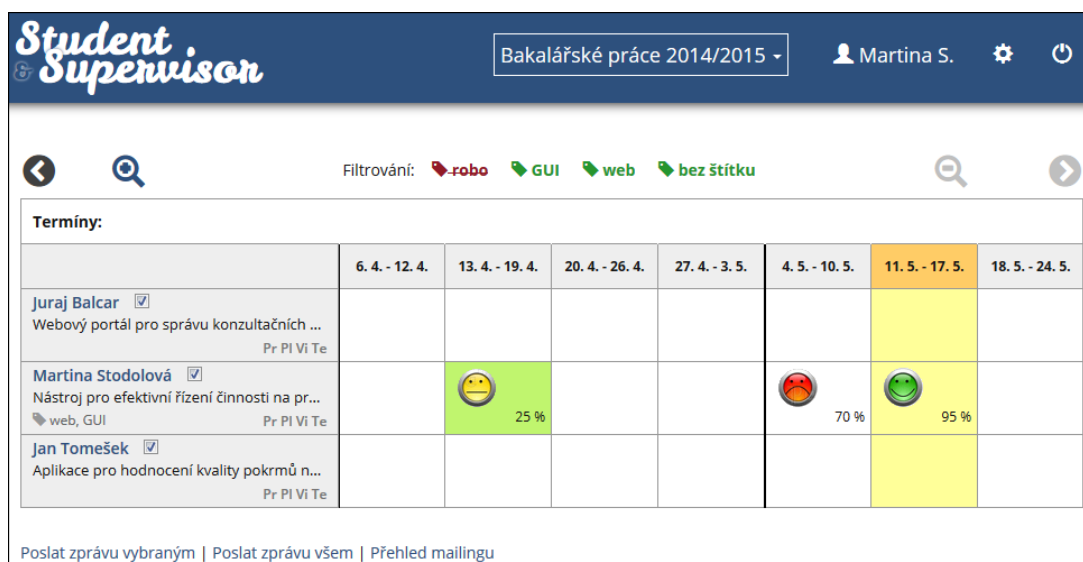 Student
& Supervisor
Bakalářské práce 2014/2015
Martina S.
Filtrování: robo GUI web bez štítku
Termíny:
6. 4. - 12. 4. 13. 4. - 19. 4. 20. 4. - 26. 4. 27. 4. - 3. 5. 4. 5. - 10. 5. 11. 5. - 17. 5. 18. 5. - 24. 5.
Juraj Balcar
Webový portál pro správu konzultačních ...
Pr Pl Vi Te
Martina Stodolová
Nástroj pro efektivní řízení činnosti na pr...
web, GUI Pr Pl Vi Te
25 % 70 % 95 %
Jan Tomešek
Aplikace pro hodnocení kvality pokrmů n...
Pr Pl Vi Te
Poslat zprávu vybraným | Poslat zprávu všem | Přehled mailingu